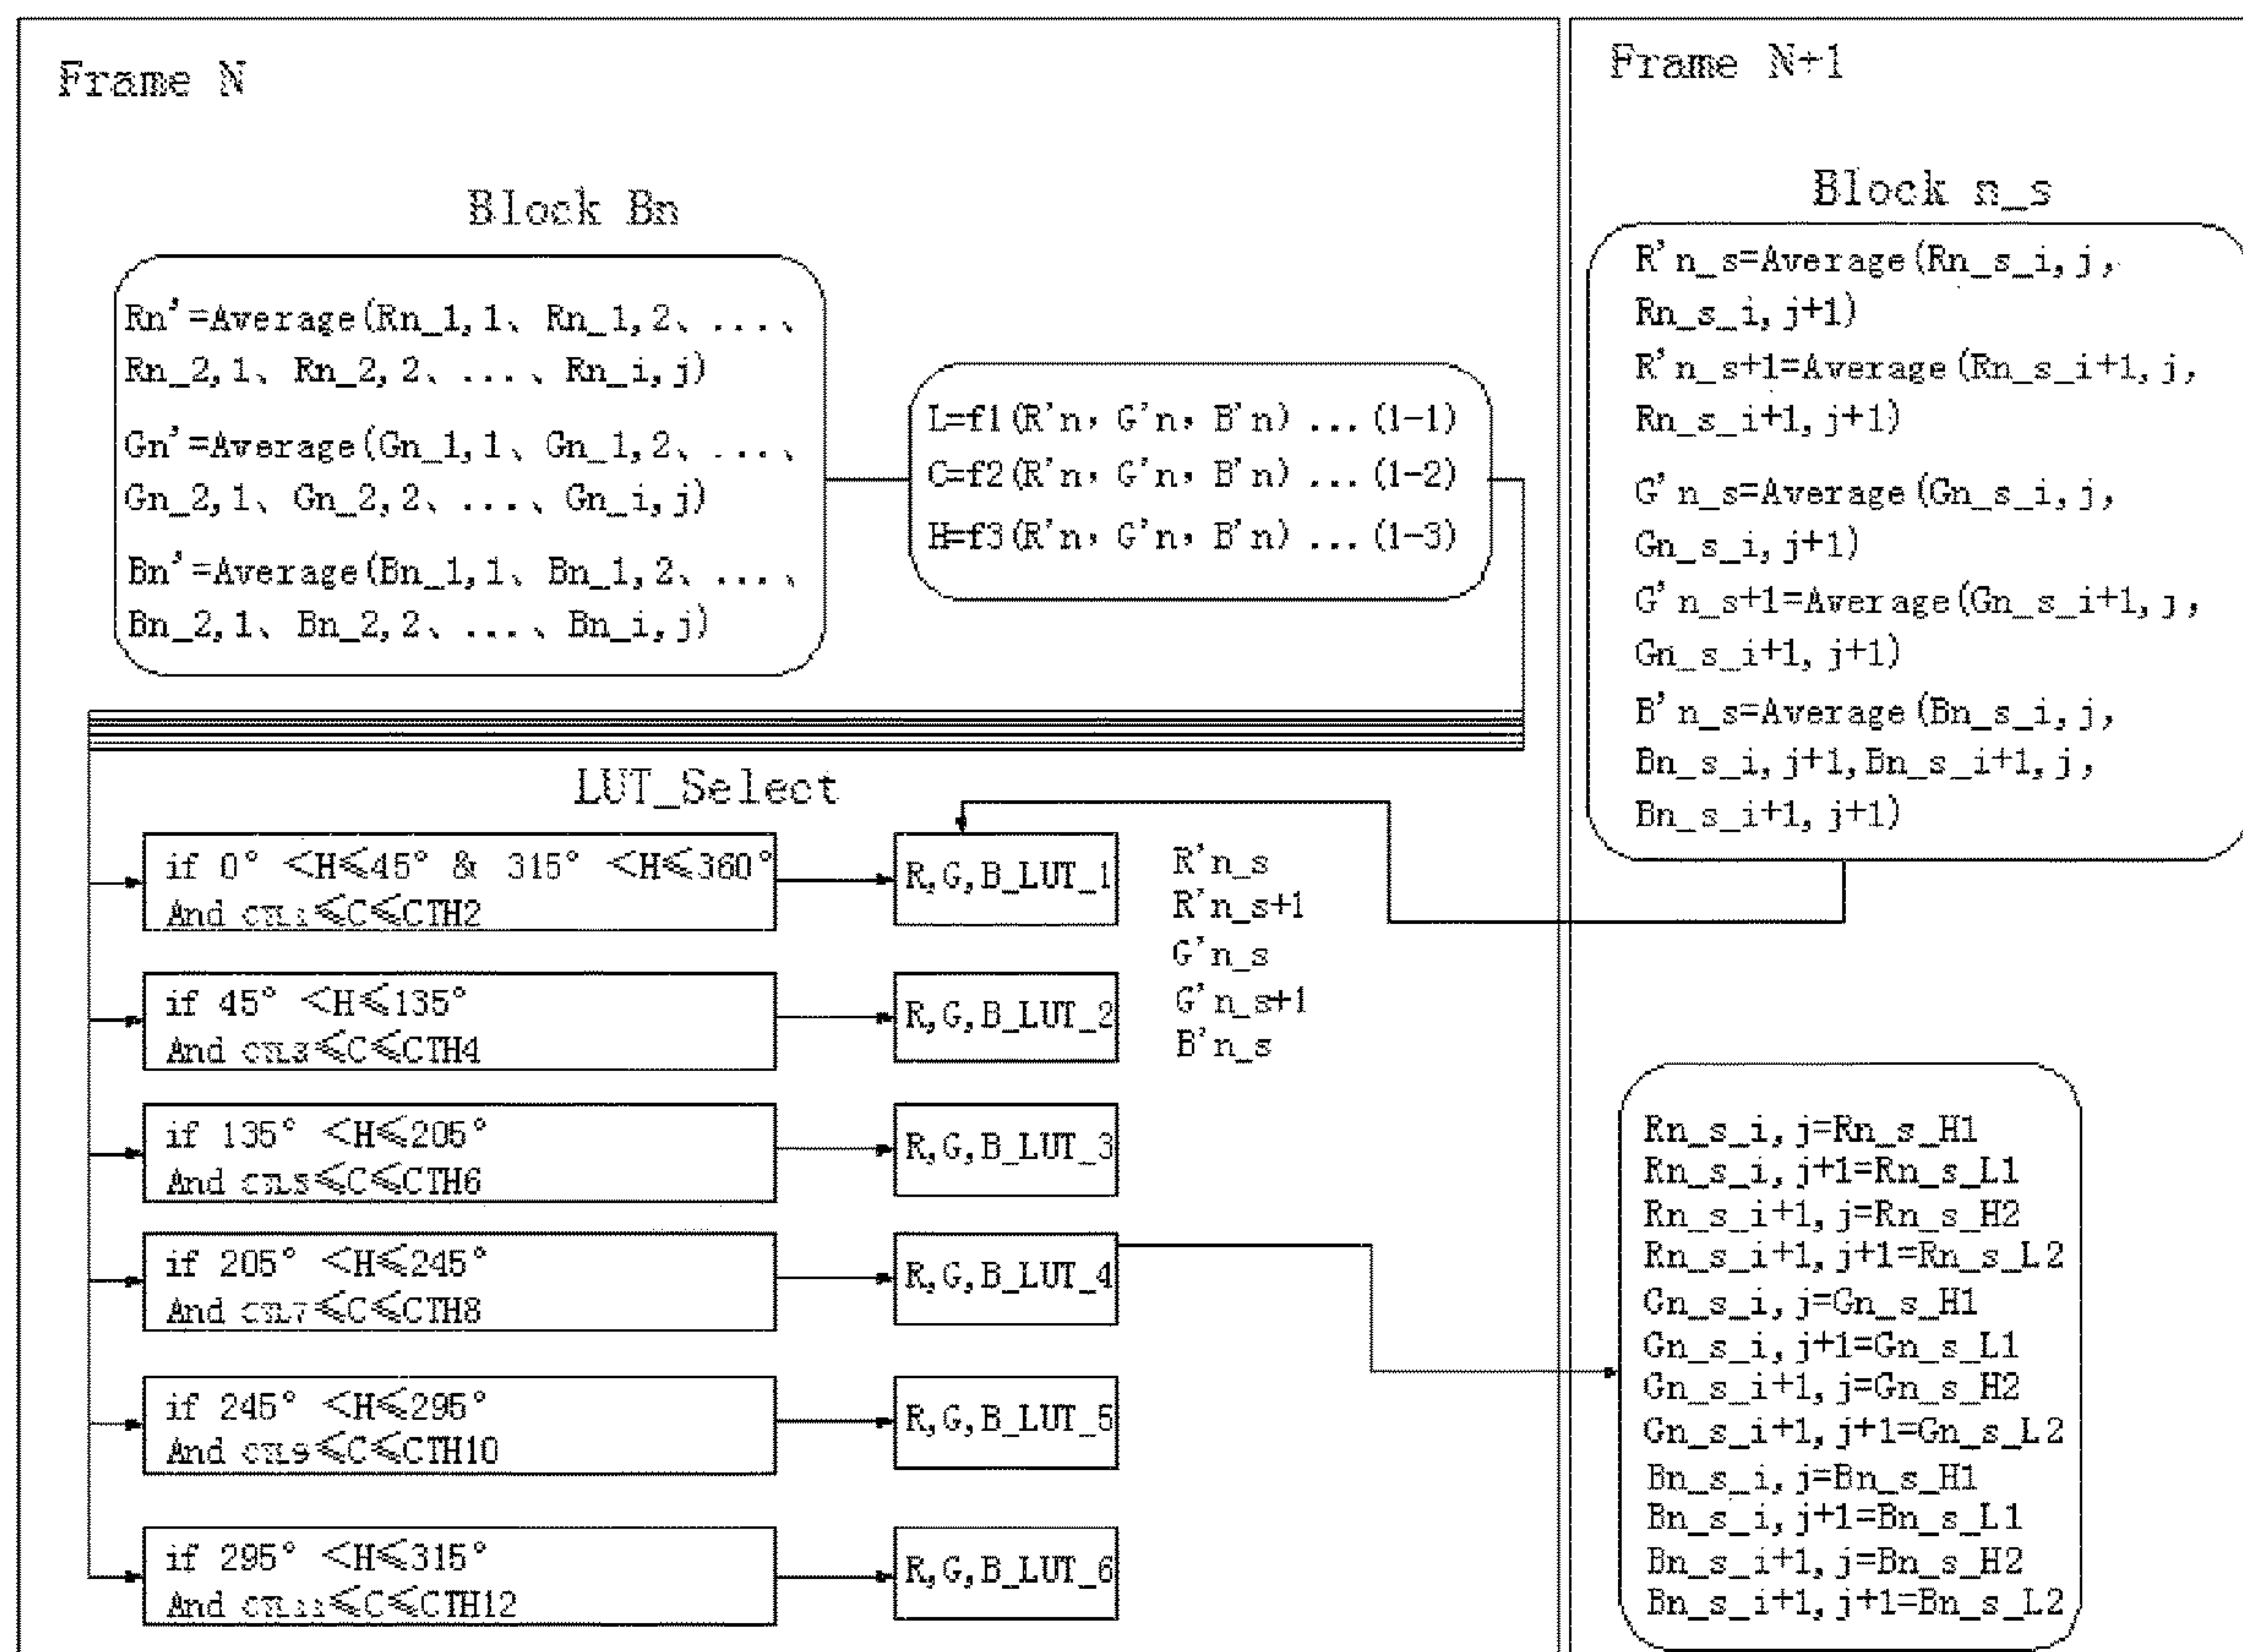 Frame N
Block Bn
Rn’=Average(Rn_1,1、Rn_1,2、....、
Rn_2,1、Rn_2,2、....、Rn_i,j)
Gn’=Average(Gn_1,1、Gn_1,2、....、
Gn_2,1、Gn_2,2、....、Gn_i,j)
Bn’=Average(Bn_1,1、Bn_1,2、....、
Bn_2,1、Bn_2,2、....、Bn_i,j)
L=f1(R’n, G’n, B’n) ... (1-1)
C=f2(R’n, G’n, B’n) ... (1-2)
H=f3(R’n, G’n, B’n) ... (1-3)
LUT_Select
if 0° <H≤45° & 315° <H≤360°
And CTL1≤C≤CTH2
R,G,B_LUT_1
if 45° <H≤135°
And CTL3≤C≤CTH4
R,G,B_LUT_2
if 135° <H≤205°
And CTL5≤C≤CTH6
R,G,B_LUT_3
if 205° <H≤245°
And CTL7≤C≤CTH8
R,G,B_LUT_4
if 245° <H≤295°
And CTL9≤C≤CTH10
R,G,B_LUT_5
if 295° <H≤315°
And CTL11≤C≤CTH12
R,G,B_LUT_6
R’n_s
R’n_s+1
G’n_s
G’n_s+1
B’n_s
Frame N+1
Block n_s
R’n_s=Average(Rn_s_i,j,
Rn_s_i,j+1)
R’n_s+1=Average(Rn_s_i+1,j,
Rn_s_i+1,j+1)
G’n_s=Average(Gn_s_i,j,
Gn_s_i,j+1)
G’n_s+1=Average(Gn_s_i+1,j,
Gn_s_i+1,j+1)
B’n_s=Average(Bn_s_i,j,
Bn_s_i,j+1,Bn_s_i+1,j,
Bn_s_i+1,j+1)
Rn_s_i,j=Rn_s_H1
Rn_s_i,j+1=Rn_s_L1
Rn_s_i+1,j=Rn_s_H2
Rn_s_i+1,j+1=Rn_s_L2
Gn_s_i,j=Gn_s_H1
Gn_s_i,j+1=Gn_s_L1
Gn_s_i+1,j=Gn_s_H2
Gn_s_i+1,j+1=Gn_s_L2
Bn_s_i,j=Bn_s_H1
Bn_s_i,j+1=Bn_s_L1
Bn_s_i+1,j=Bn_s_H2
Bn_s_i+1,j+1=Bn_s_L2